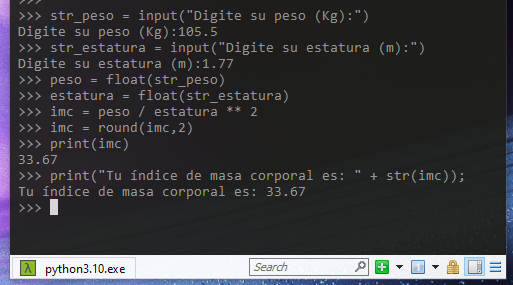 >>>
>>> str_peso = input("Digite su peso (Kg):")
Digite su peso (Kg):105.5
>>> str_estatura = input("Digite su estatura (m):")
Digite su estatura (m):1.77
>>> peso = float(str_peso)
>>> estatura = float(str_estatura)
>>> imc = peso / estatura ** 2
>>> imc = round(imc,2)
>>> print(imc)
33.67
>>> print("Tu índice de masa corporal es: " + str(imc));
Tu índice de masa corporal es: 33.67
>>>
λ python3.10.exe
Search
1